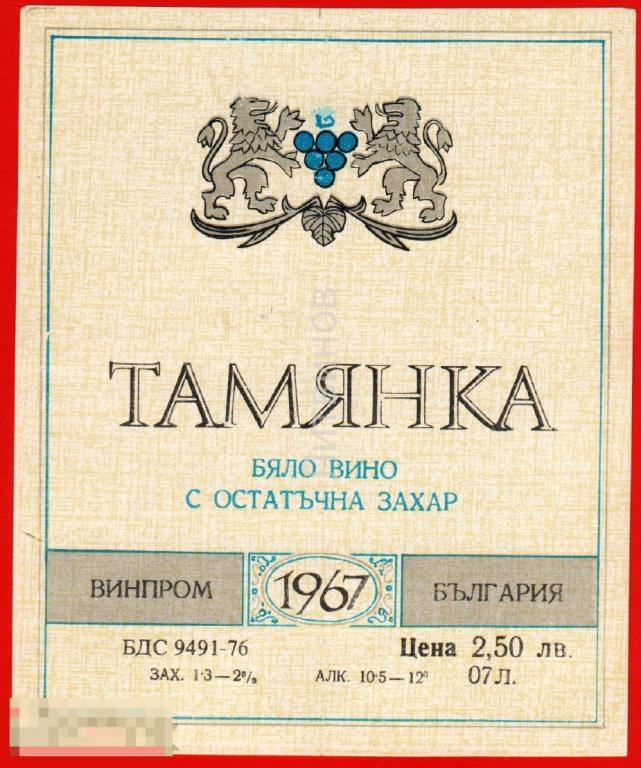 ТАМЯНКА
БЯЛО ВИНО
С ОСТАТЪЧНА ЗАХАР
ВИНПРОМ 1967 БЪЛГАРИЯ
БДС 9491-76 Цена 2,50 лв.
ЗАХ. 1·3—2% АЛК. 10·5—12° 07 Л.